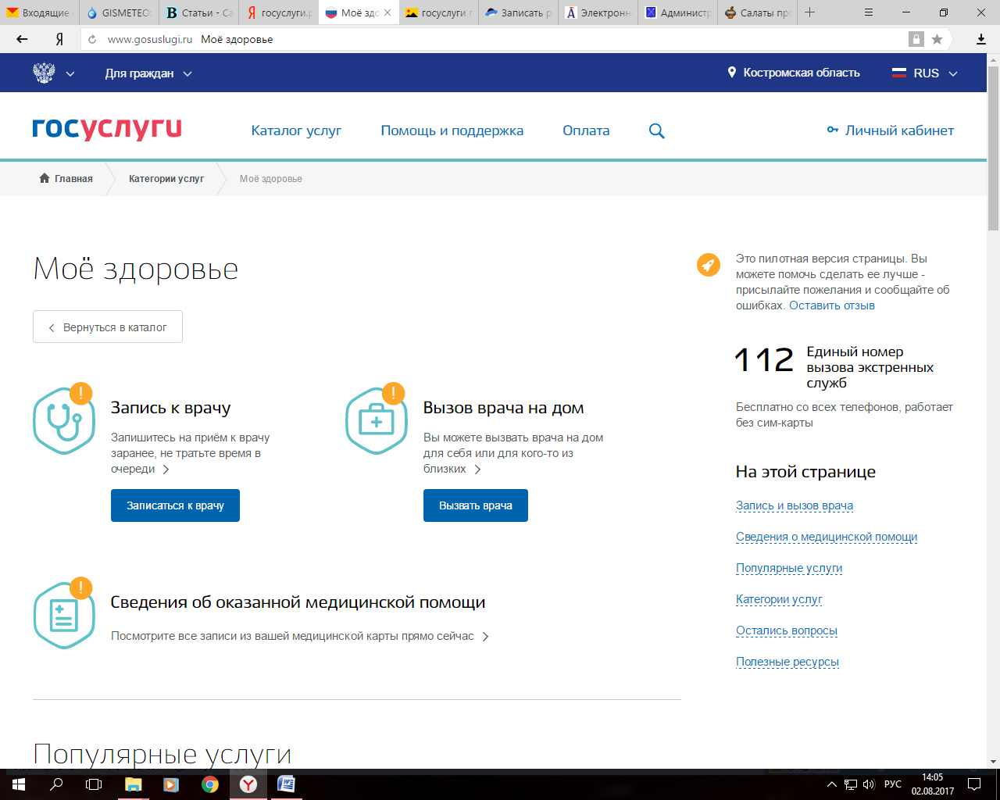 Входящие
GISMETEO:
Статьи - Са
госуслуги.р
Моё здо
госуслуги г
Записать р
Электронн
Администр
Салаты про
www.gosuslugi.ru Моё здоровье
Для граждан
Костромская область
RUS
госуслуги
Каталог услуг
Помощь и поддержка
Оплата
Личный кабинет
Главная
Категории услуг
Моё здоровье
Моё здоровье
Вернуться в каталог
Запись к врачу
Запишитесь на приём к врачу
заранее, не тратьте время в
очереди
Записаться к врачу
Вызов врача на дом
Вы можете вызвать врача на дом
для себя или для кого-то из
близких
Вызвать врача
Сведения об оказанной медицинской помощи
Посмотрите все записи из вашей медицинской карты прямо сейчас
Популярные услуги
Это пилотная версия страницы. Вы
можете помочь сделать ее лучше -
присылайте пожелания и сообщайте об
ошибках. Оставить отзыв
112
Единый номер
вызова экстренных
служб
Бесплатно со всех телефонов, работает
без сим-карты
На этой странице
Запись и вызов врача
Сведения о медицинской помощи
Популярные услуги
Категории услуг
Остались вопросы
Полезные ресурсы
РУС
14:05
02.08.2017